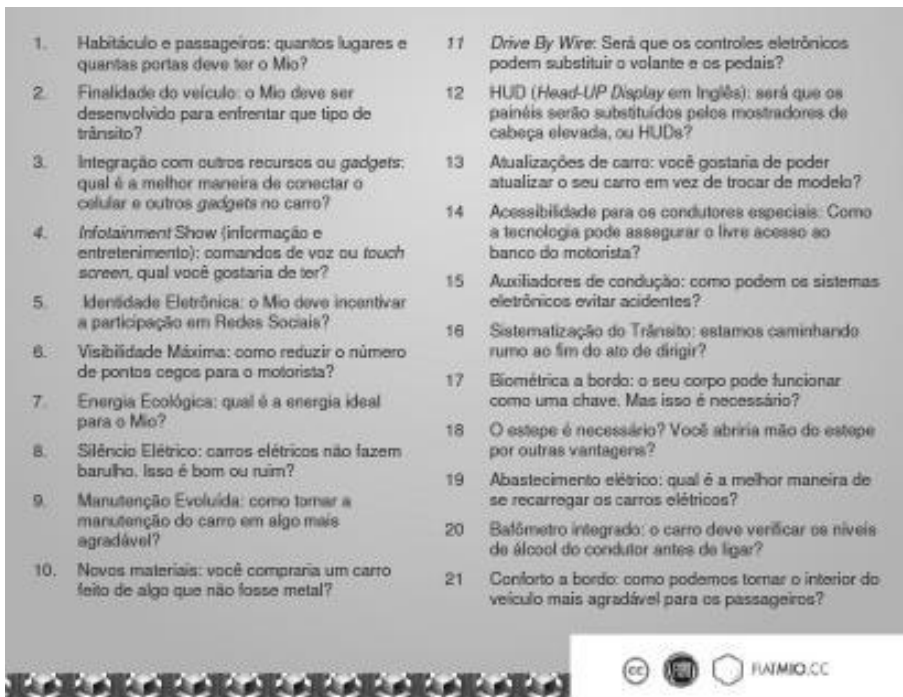 1. Habitáculo e passageiros: quantos lugares e
quantas portas deve ter o Mio?
2. Finalidade do veículo: o Mio deve ser
desenvolvido para enfrentar que tipo de
trânsito?
3. Integração com outros recursos ou gadgets:
qual é a melhor maneira de conectar o
celular e outros gadgets no carro?
4. Infotainment Show (informação e
entretenimento): comandos de voz ou touch
screen, qual você gostaria de ter?
5. Identidade Eletrônica: o Mio deve incentivar
a participação em Redes Sociais?
6. Visibilidade Máxima: como reduzir o número
de pontos cegos para o motorista?
7. Energia Ecológica: qual é a energia ideal
para o Mio?
8. Silêncio Elétrico: carros elétricos não fazem
barulho. Isso é bom ou ruim?
9. Manutenção Evoluída: como tornar a
manutenção do carro em algo mais
agradável?
10. Novos materiais: você compraria um carro
feito de algo que não fosse metal?
11 Drive By Wire: Será que os controles eletrônicos
podem substituir o volante e os pedais?
12 HUD (Head-UP Display em Inglês): será que os
painéis serão substituídos pelos mostradores de
cabeça elevada, ou HUDs?
13 Atualizações de carro: você gostaria de poder
atualizar o seu carro em vez de trocar de modelo?
14 Acessibilidade para os condutores especiais: Como
a tecnologia pode assegurar o livre acesso ao
banco do motorista?
15 Auxiliadores de condução: como podem os sistemas
eletrônicos evitar acidentes?
16 Sistematização do Trânsito: estamos caminhando
rumo ao fim do ato de dirigir?
17 Biométrica a bordo: o seu corpo pode funcionar
como uma chave. Mas isso é necessário?
18 O estepe é necessário? Você abriria mão do estepe
por outras vantagens?
19 Abastecimento elétrico: qual é a melhor maneira de
se recarregar os carros elétricos?
20 Bafômetro integrado: o carro deve verificar os níveis
de álcool do condutor antes de ligar?
21 Conforto a bordo: como podemos tornar o interior do
veículo mais agradável para os passageiros?
cc FIAT FIATMIO.CC